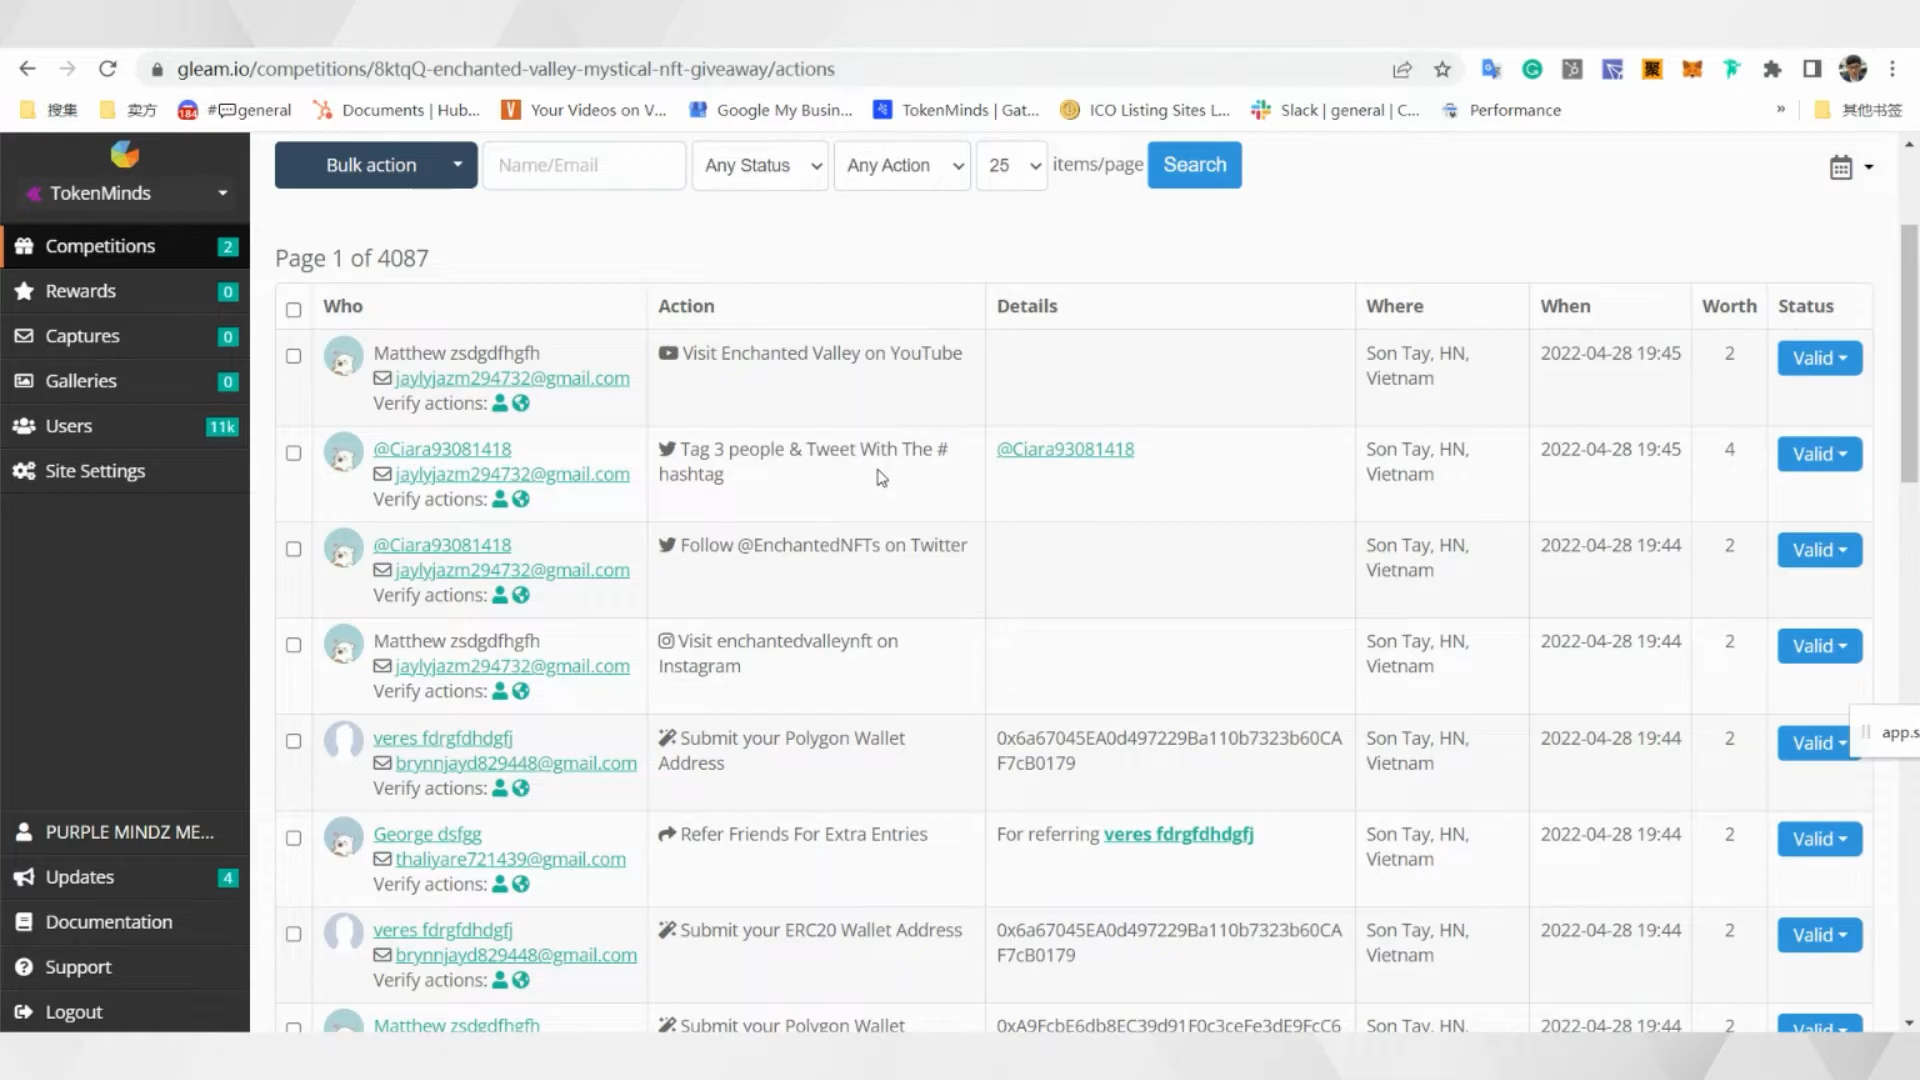 gleam.io/competitions/8ktqQ-enchanted-valley-mystical-nft-giveaway/actions
搜集 卖方 184 #💬general Documents | Hub... Your Videos on V... Google My Busin... TokenMinds | Gat... ICO Listing Sites L... Slack | general | C... Performance » 其他书签
TokenMinds
Competitions 2
Rewards 0
Captures 0
Galleries 0
Users 11k
Site Settings
PURPLE MINDZ ME...
Updates 4
Documentation
Support
Logout
Bulk action Name/Email Any Status Any Action 25 items/page Search
Page 1 of 4087
Who Action Details Where When Worth Status
Matthew zsdgdfhgfh Visit Enchanted Valley on YouTube Son Tay, HN, 2022-04-28 19:45 2 Valid
jaylyjazm294732@gmail.com Vietnam
Verify actions:
@Ciara93081418 Tag 3 people & Tweet With The # @Ciara93081418 Son Tay, HN, 2022-04-28 19:45 4 Valid
jaylyjazm294732@gmail.com hashtag Vietnam
Verify actions:
@Ciara93081418 Follow @EnchantedNFTs on Twitter Son Tay, HN, 2022-04-28 19:44 2 Valid
jaylyjazm294732@gmail.com Vietnam
Verify actions:
Matthew zsdgdfhgfh Visit enchantedvalleynft on Son Tay, HN, 2022-04-28 19:44 2 Valid
jaylyjazm294732@gmail.com Instagram Vietnam
Verify actions:
veres fdrgfdhdgfj Submit your Polygon Wallet 0x6a67045EA0d497229Ba110b7323b60CA Son Tay, HN, 2022-04-28 19:44 2 Valid app.s
brynnjayd829448@gmail.com Address F7cB0179 Vietnam
Verify actions:
George dsfgg Refer Friends For Extra Entries For referring veres fdrgfdhdgfj Son Tay, HN, 2022-04-28 19:44 2 Valid
thaliyare721439@gmail.com Vietnam
Verify actions:
veres fdrgfdhdgfj Submit your ERC20 Wallet Address 0x6a67045EA0d497229Ba110b7323b60CA Son Tay, HN, 2022-04-28 19:44 2 Valid
brynnjayd829448@gmail.com F7cB0179 Vietnam
Verify actions:
Matthew zsdgdfhgfh Submit your Polygon Wallet 0xA9FcbE6db8EC39d91F0c3ceFe3dE9FcC6 Son Tay, HN, 2022-04-28 19:44 2 Valid